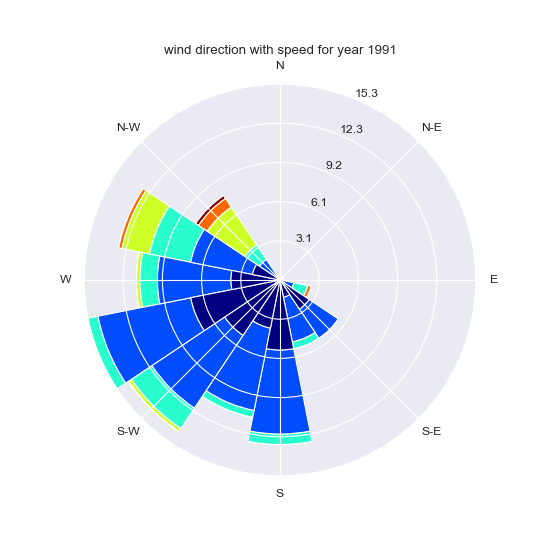 wind direction with speed for year 1991
N
15.3
N-W
N-E
12.3
9.2
6.1
3.1
W
E
S-W
S-E
S